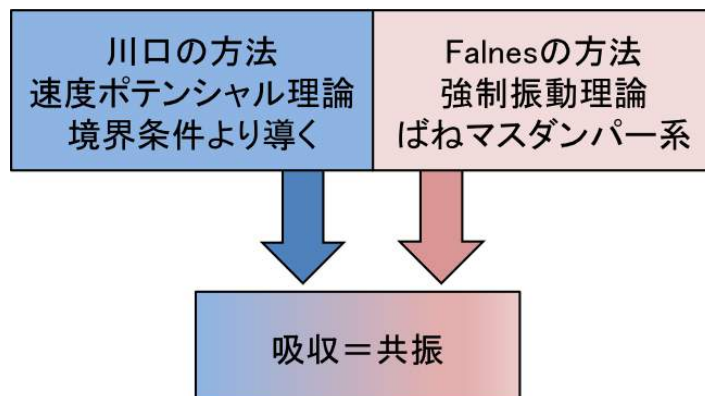 川口の方法
速度ポテンシャル理論
境界条件より導く
Falnesの方法
強制振動理論
ばねマスダンパー系
吸収＝共振